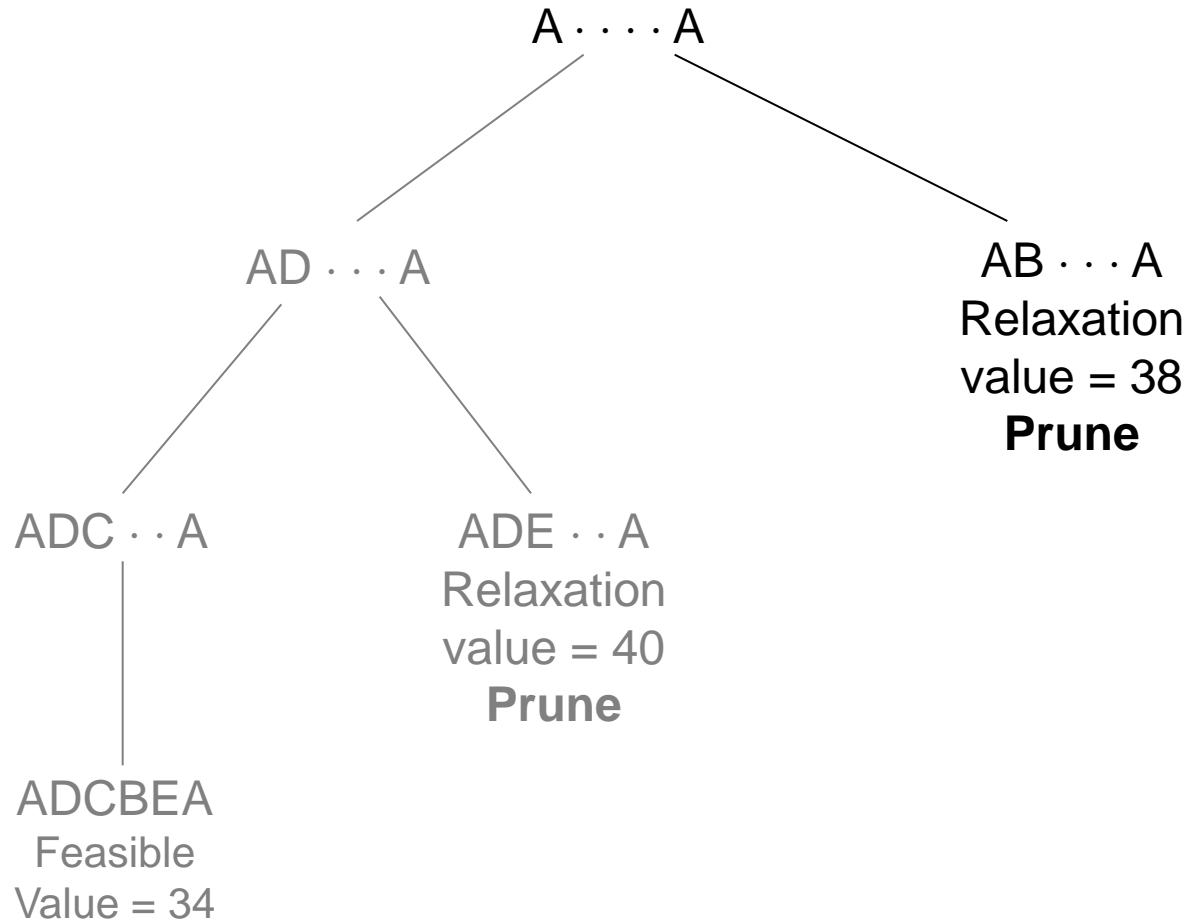 A · · · · A
AD · · · A
AB · · · A
Relaxation
value = 38
Prune
ADC · · A
ADE · · A
Relaxation
value = 40
Prune
ADCBEA
Feasible
Value = 34